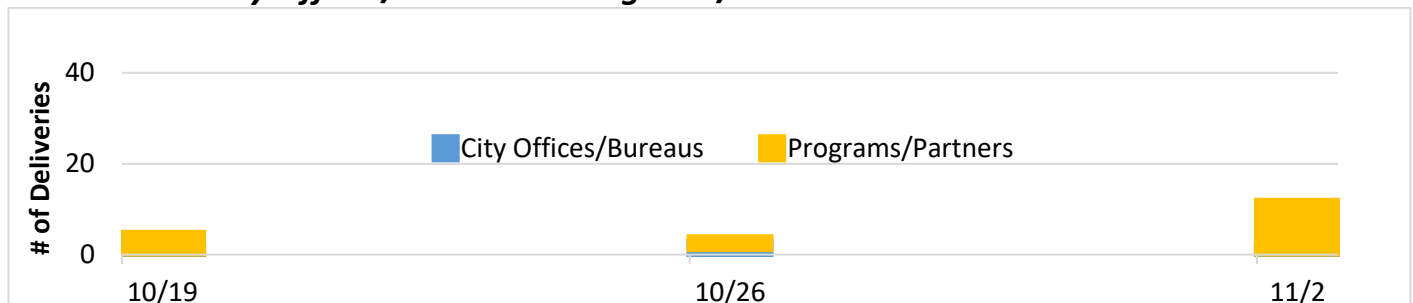 40
20
0
# of Deliveries
City Offices/Bureaus Programs/Partners
10/19 10/26 11/2